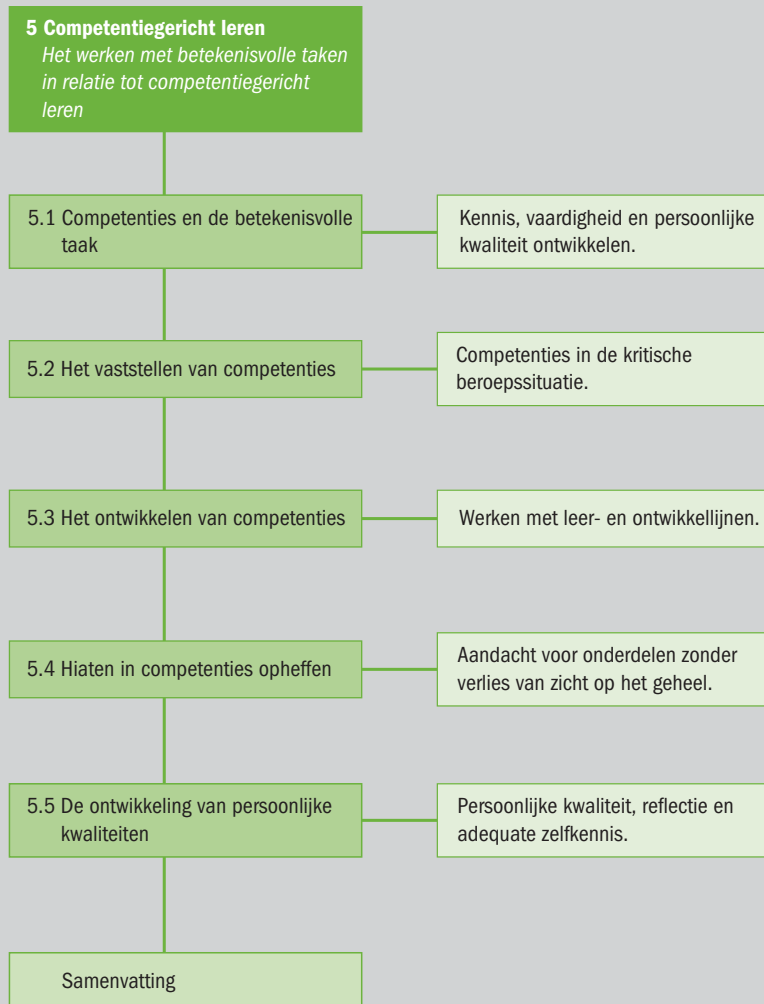 5 Competentiegericht leren
Het werken met betekenisvolle taken
in relatie tot competentiegericht
leren
5.1 Competenties en de betekenisvolle
taak
Kennis, vaardigheid en persoonlijke
kwaliteit ontwikkelen.
5.2 Het vaststellen van competenties
Competenties in de kritische
beroepssituatie.
5.3 Het ontwikkelen van competenties
Werken met leer- en ontwikkellijnen.
5.4 Hiaten in competenties opheffen
Aandacht voor onderdelen zonder
verlies van zicht op het geheel.
5.5 De ontwikkeling van persoonlijke
kwaliteiten
Persoonlijke kwaliteit, reflectie en
adequate zelfkennis.
Samenvatting